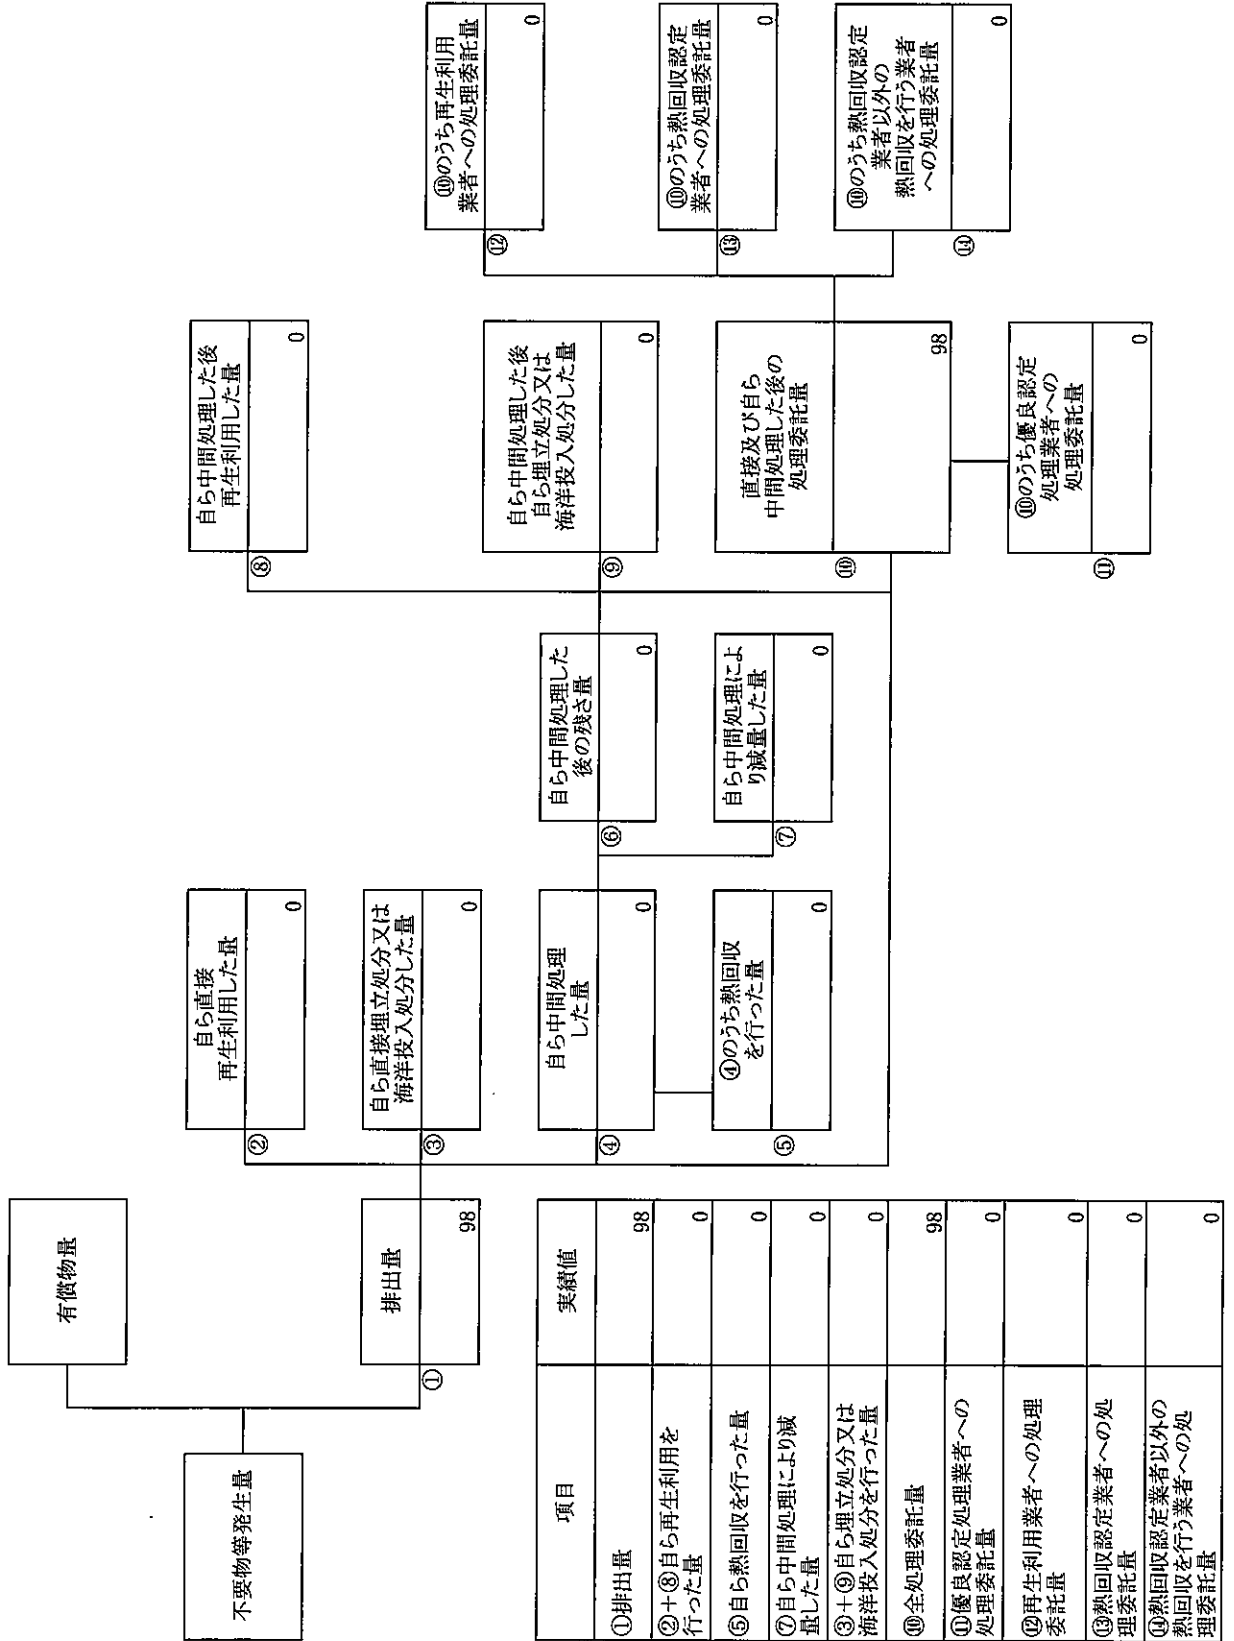 不要物等発生量
有償物量
①
排出量
98
②
自ら直接
再生利用した量
0
③
自ら直接埋立処分又は
海洋投入処分した量
0
④
自ら中間処理
した量
0
⑤
④のうち熱回収
を行った量
0
⑥
自ら中間処理した
後の残さ量
0
⑦
自ら中間処理によ
り減量した量
0
⑧
自ら中間処理した後
再生利用した量
0
⑨
自ら中間処理した後
自ら埋立処分又は
海洋投入処分した量
0
⑩
直接及び自ら
中間処理した後の
処理委託量
98
⑪
⑩のうち優良認定
処理業者への
処理委託量
0
⑫
⑩のうち再生利用
業者への処理委託量
0
⑬
⑩のうち熱回収認定
業者への処理委託量
0
⑭
⑩のうち熱回収認定
業者以外の
熱回収を行う業者
への処理委託量
0
項目 実績値
①排出量 98
②+⑧自ら再生利用を
行った量 0
⑤自ら熱回収を行った量 0
⑦自ら中間処理により減
量した量 0
③+⑨自ら埋立処分又は
海洋投入処分を行った量 0
⑩全処理委託量 98
⑪優良認定処理業者への
処理委託量 0
⑫再生利用業者への処理
委託量 0
⑬熱回収認定業者への処
理委託量 0
⑭熱回収認定業者以外の
熱回収を行う業者への処
理委託量 0